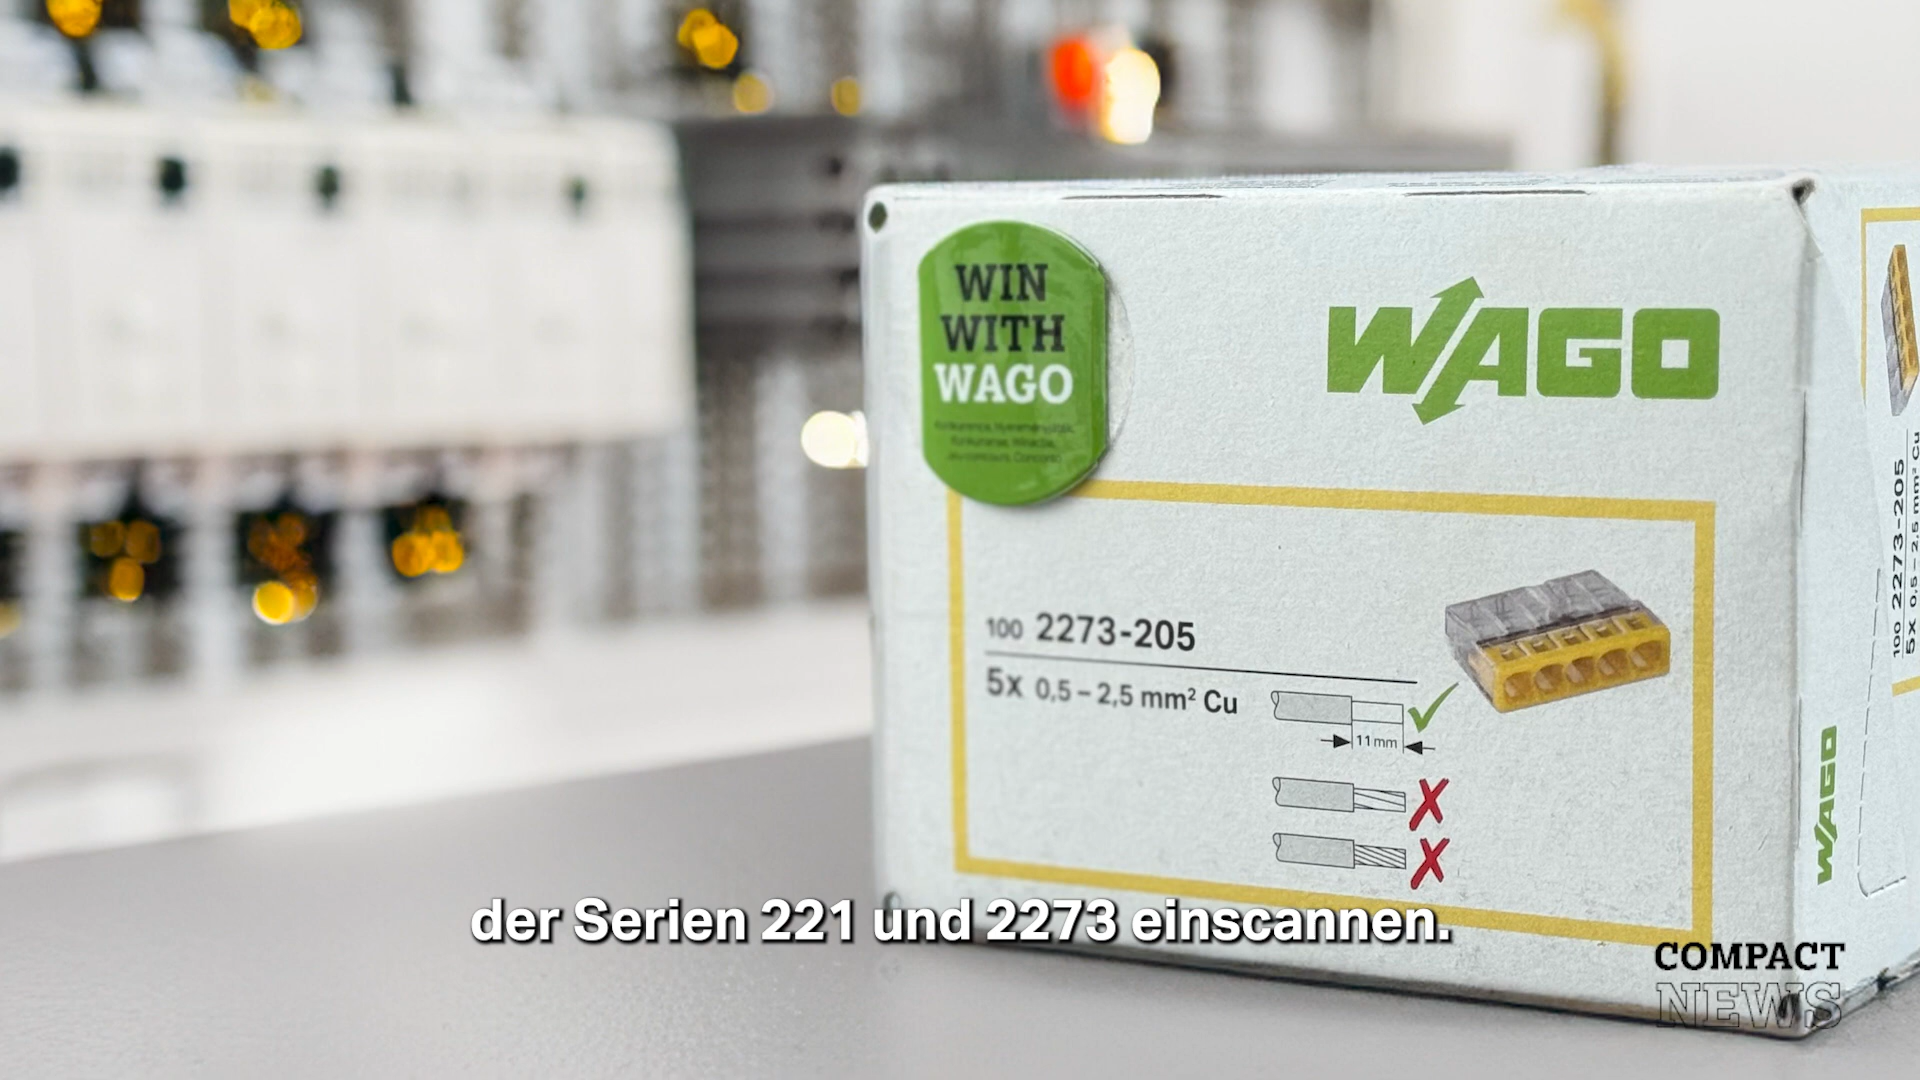 WIN
WITH
WAGO
WAGO
100 2273-205
5x 0,5 – 2,5 mm² Cu
11 mm
100 2273-205
5x 0,5 – 2,5 mm² Cu
WAGO
der Serien 221 und 2273 einscannen.
COMPACT
NEWS